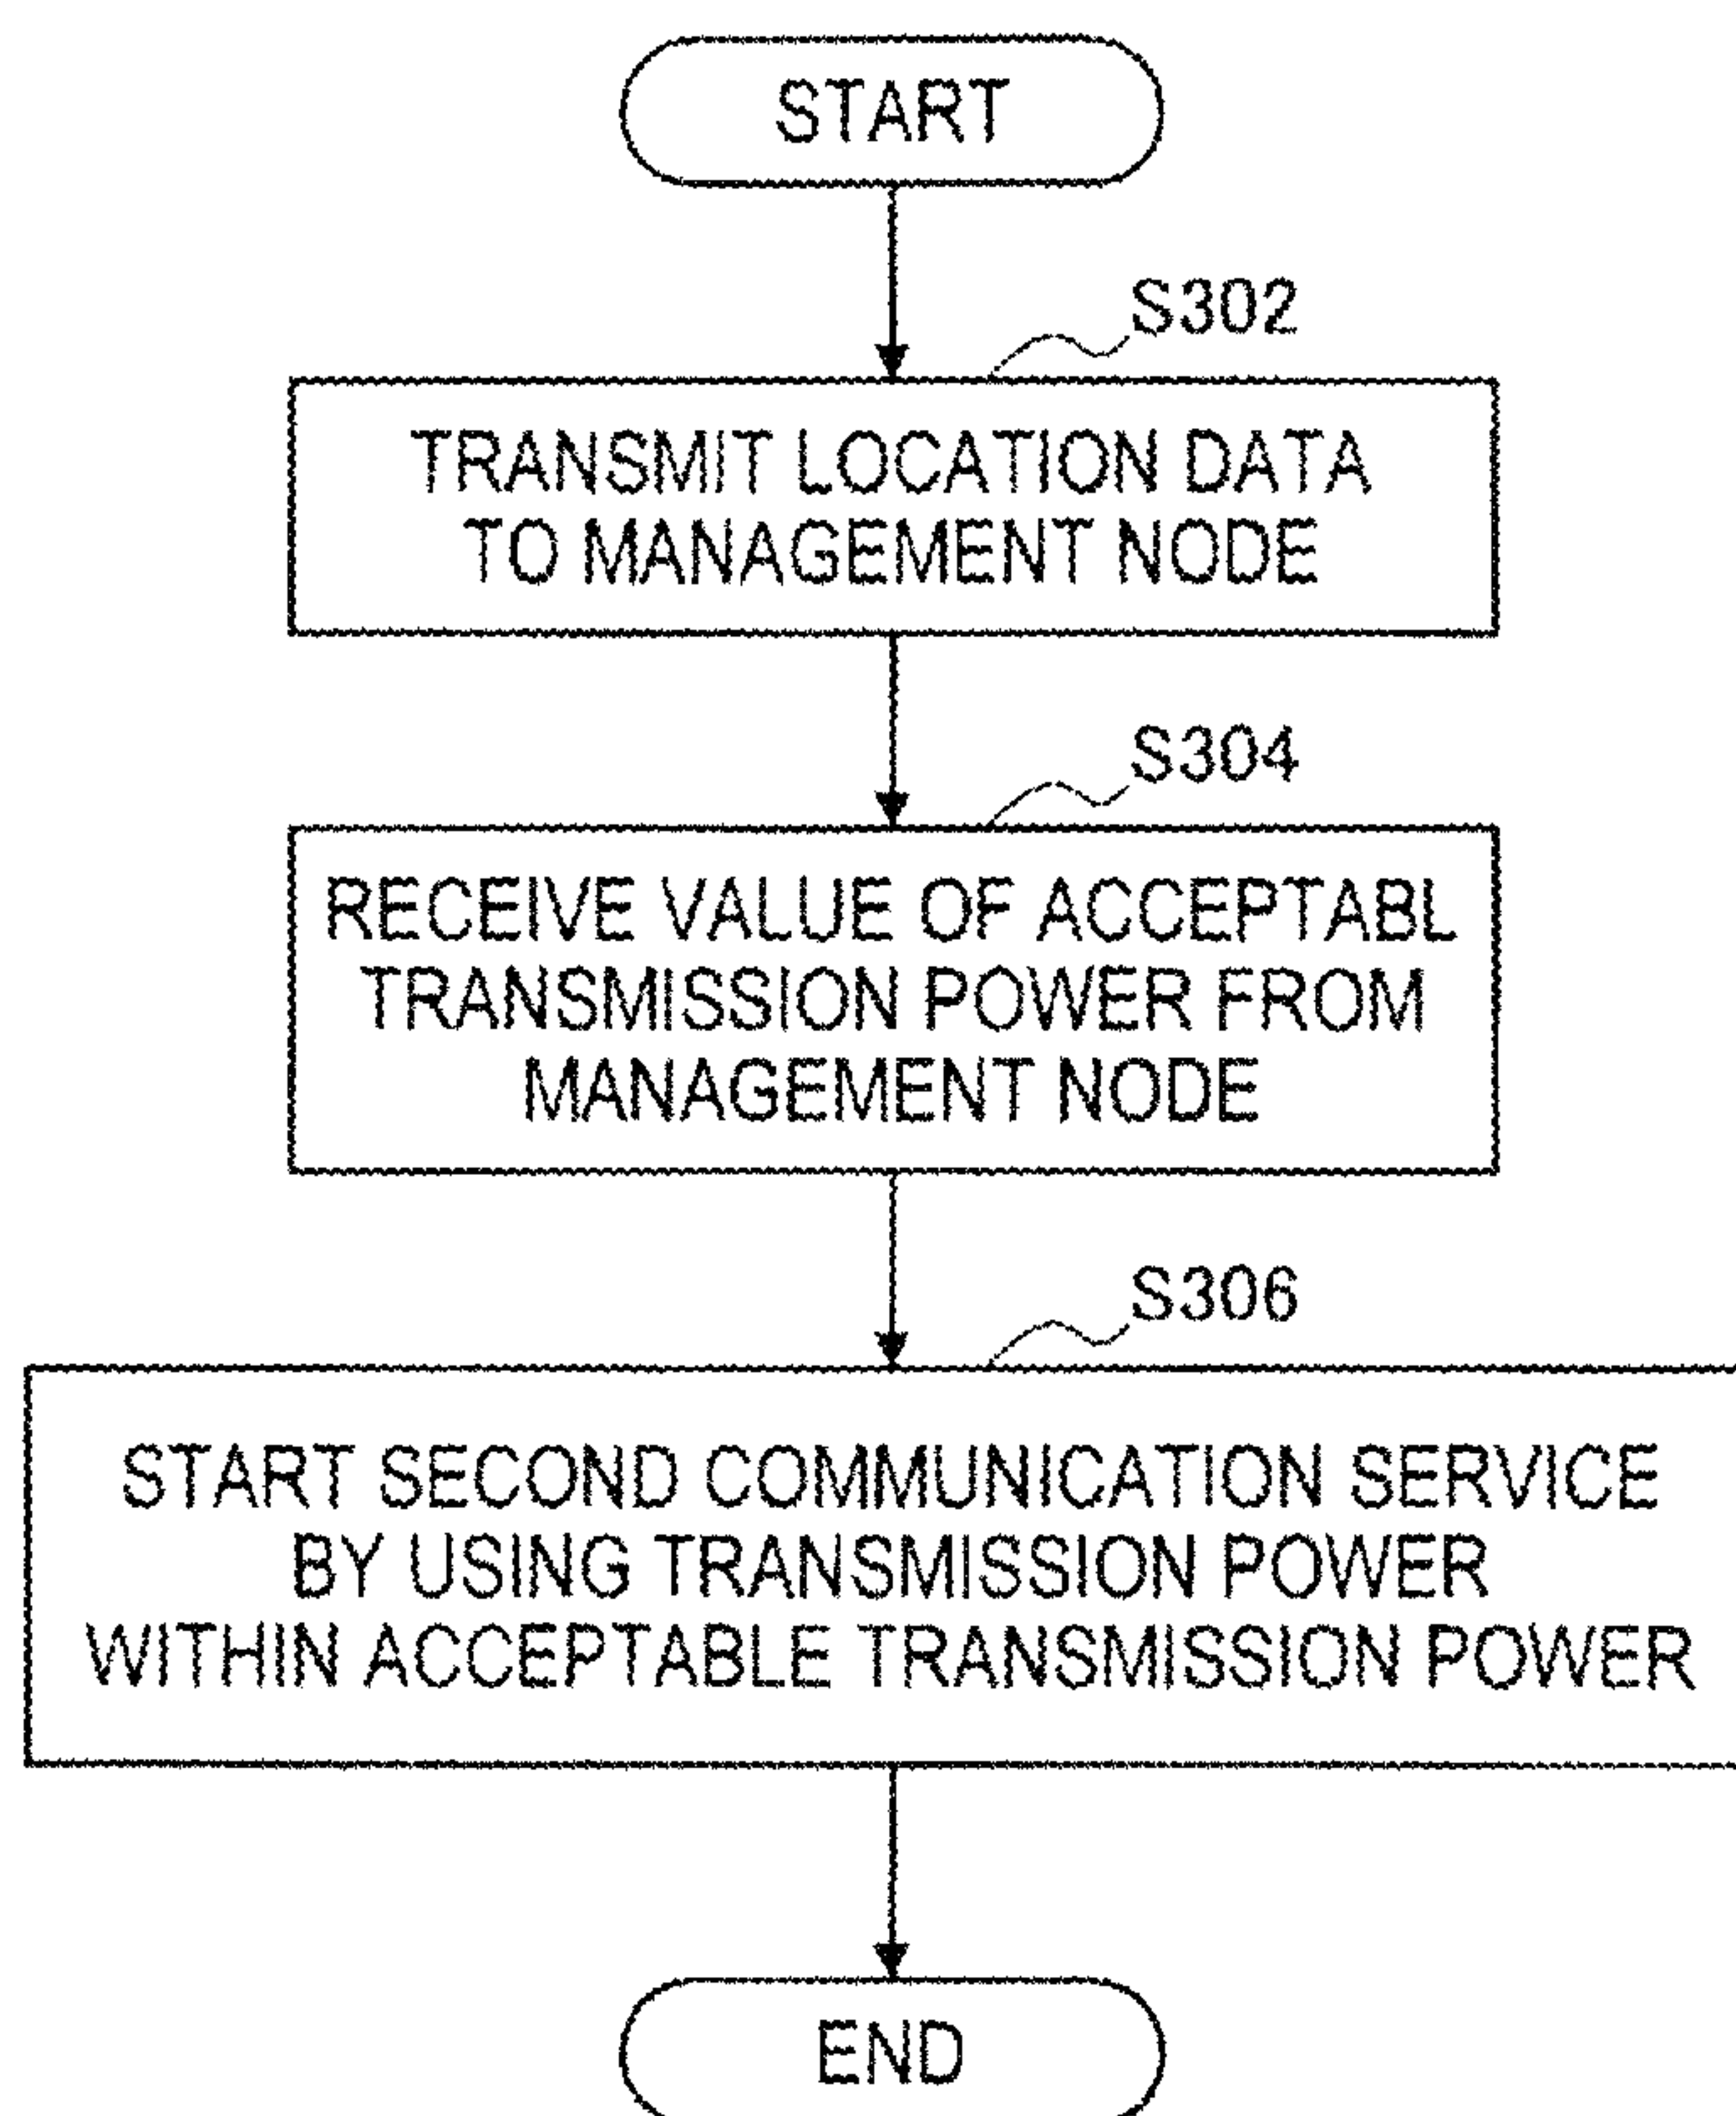 START
S302
TRANSMIT LOCATION DATA
TO MANAGEMENT NODE
S304
RECEIVE VALUE OF ACCEPTABL
TRANSMISSION POWER FROM
MANAGEMENT NODE
S306
START SECOND COMMUNICATION SERVICE
BY USING TRANSMISSION POWER
WITHIN ACCEPTABLE TRANSMISSION POWER
END